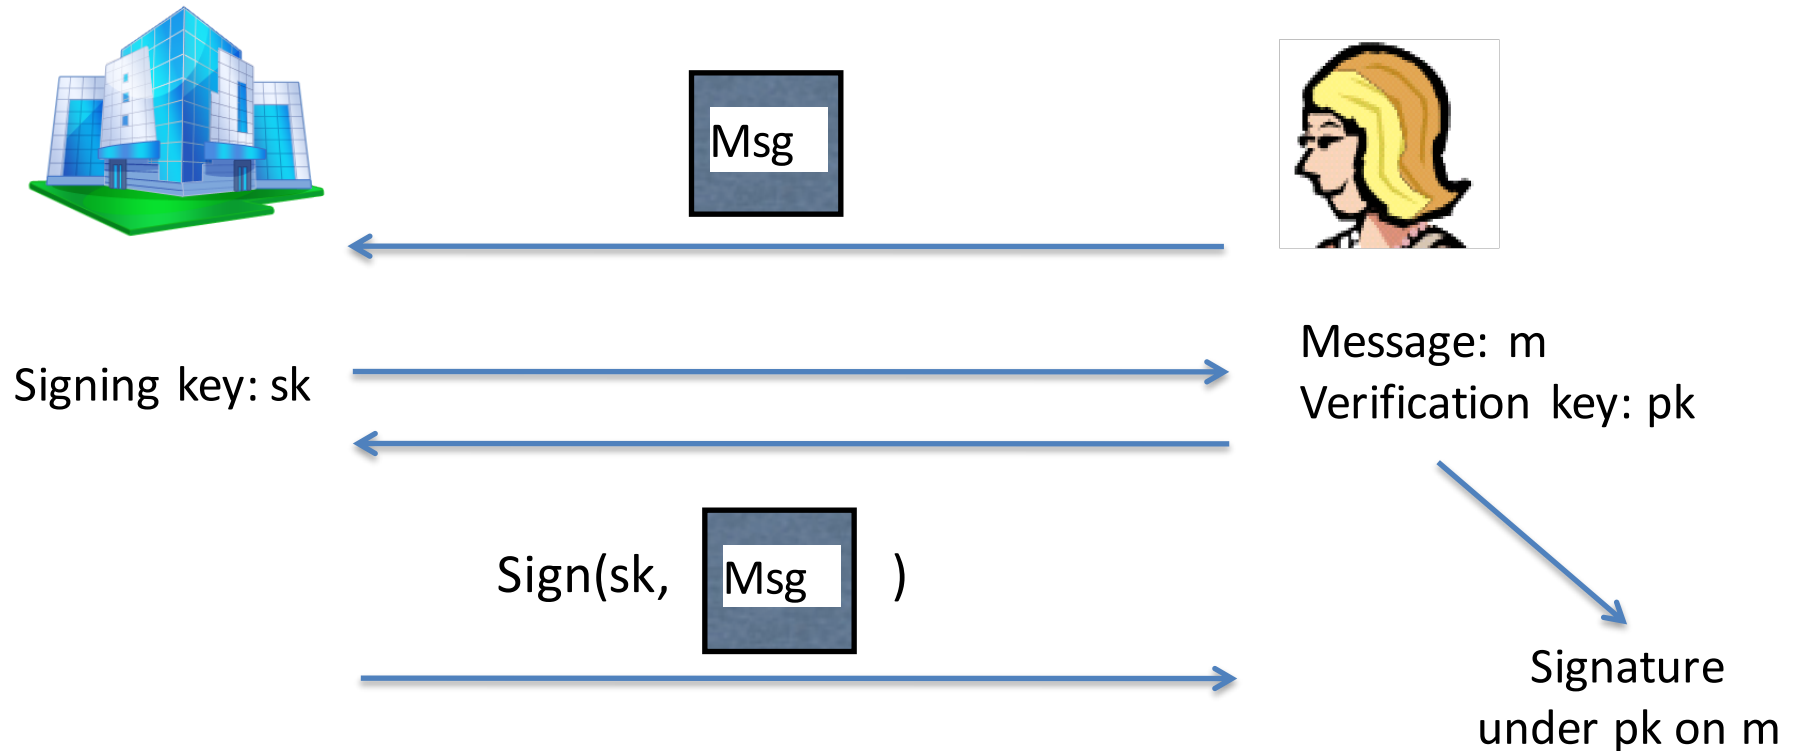 Msg
Signing key: sk
Message: m
Verification key: pk
Sign(sk, Msg )
Signature
under pk on m